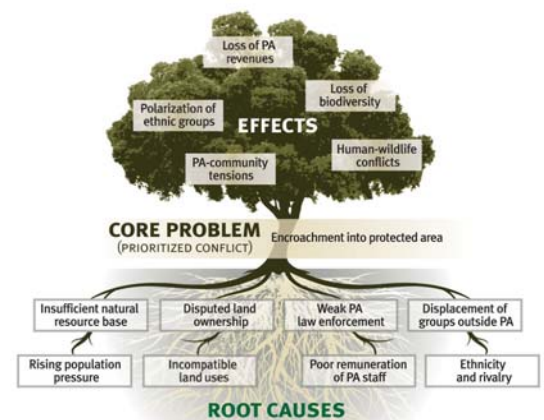 Loss of PA
revenues
Loss of
biodiversity
Polarization of
ethnic groups
EFFECTS
Human-wildlife
conflicts
PA-community
tensions
CORE PROBLEM
(PRIORITIZED CONFLICT)
Encroachment into protected area
Insufficient natural
resource base
Disputed land
ownership
Weak PA
law enforcement
Displacement of
groups outside PA
Rising population
pressure
Incompatible
land uses
Poor remuneration
of PA staff
Ethnicity
and rivalry
ROOT CAUSES